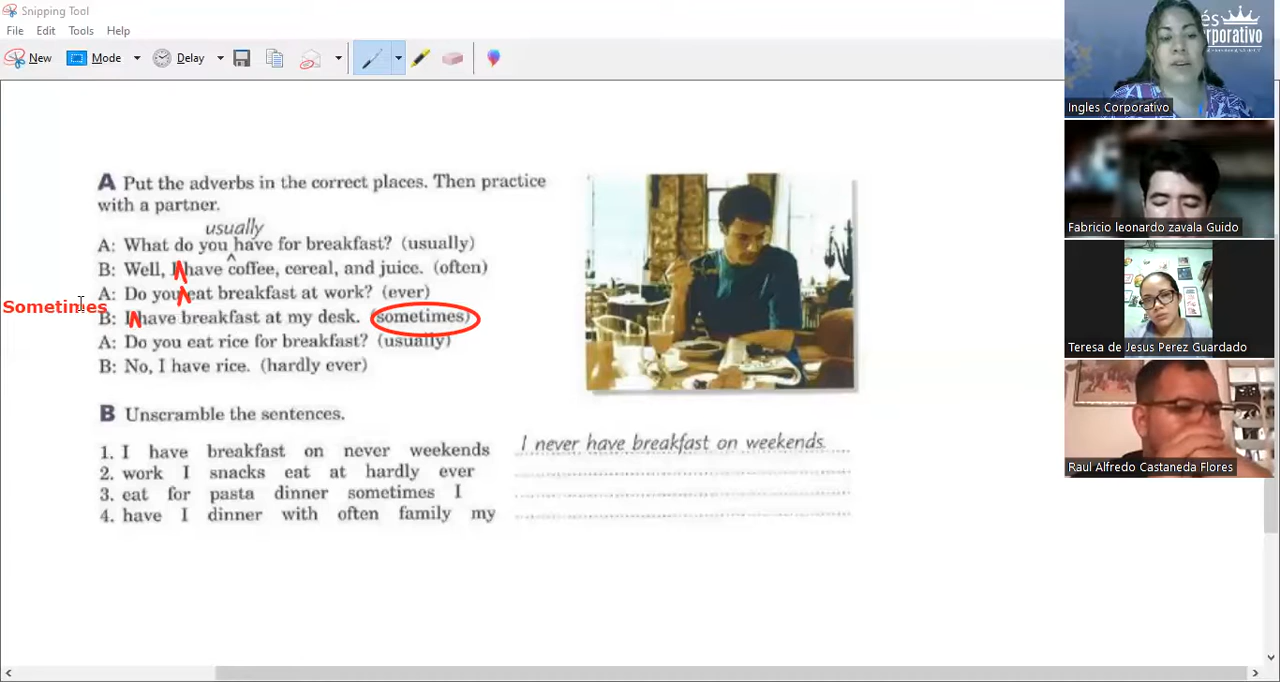 Snipping Tool
File Edit Tools Help
New Mode Delay
és
rporativo
Ingles Corporativo
Fabricio leonardo zavala Guido
Teresa de Jesus Perez Guardado
Raul Alfredo Castaneda Flores
A Put the adverbs in the correct places. Then practice
with a partner.
usually
A: What do you have for breakfast? (usually)
B: Well, I have coffee, cereal, and juice. (often)
A: Do you eat breakfast at work? (ever)
Sometimes
B: I have breakfast at my desk. (sometimes)
A: Do you eat rice for breakfast? (usually)
B: No, I have rice. (hardly ever)
B Unscramble the sentences.
1. I have breakfast on never weekends I never have breakfast on weekends.
2. work I snacks eat at hardly ever
3. eat for pasta dinner sometimes I
4. have I dinner with often family my